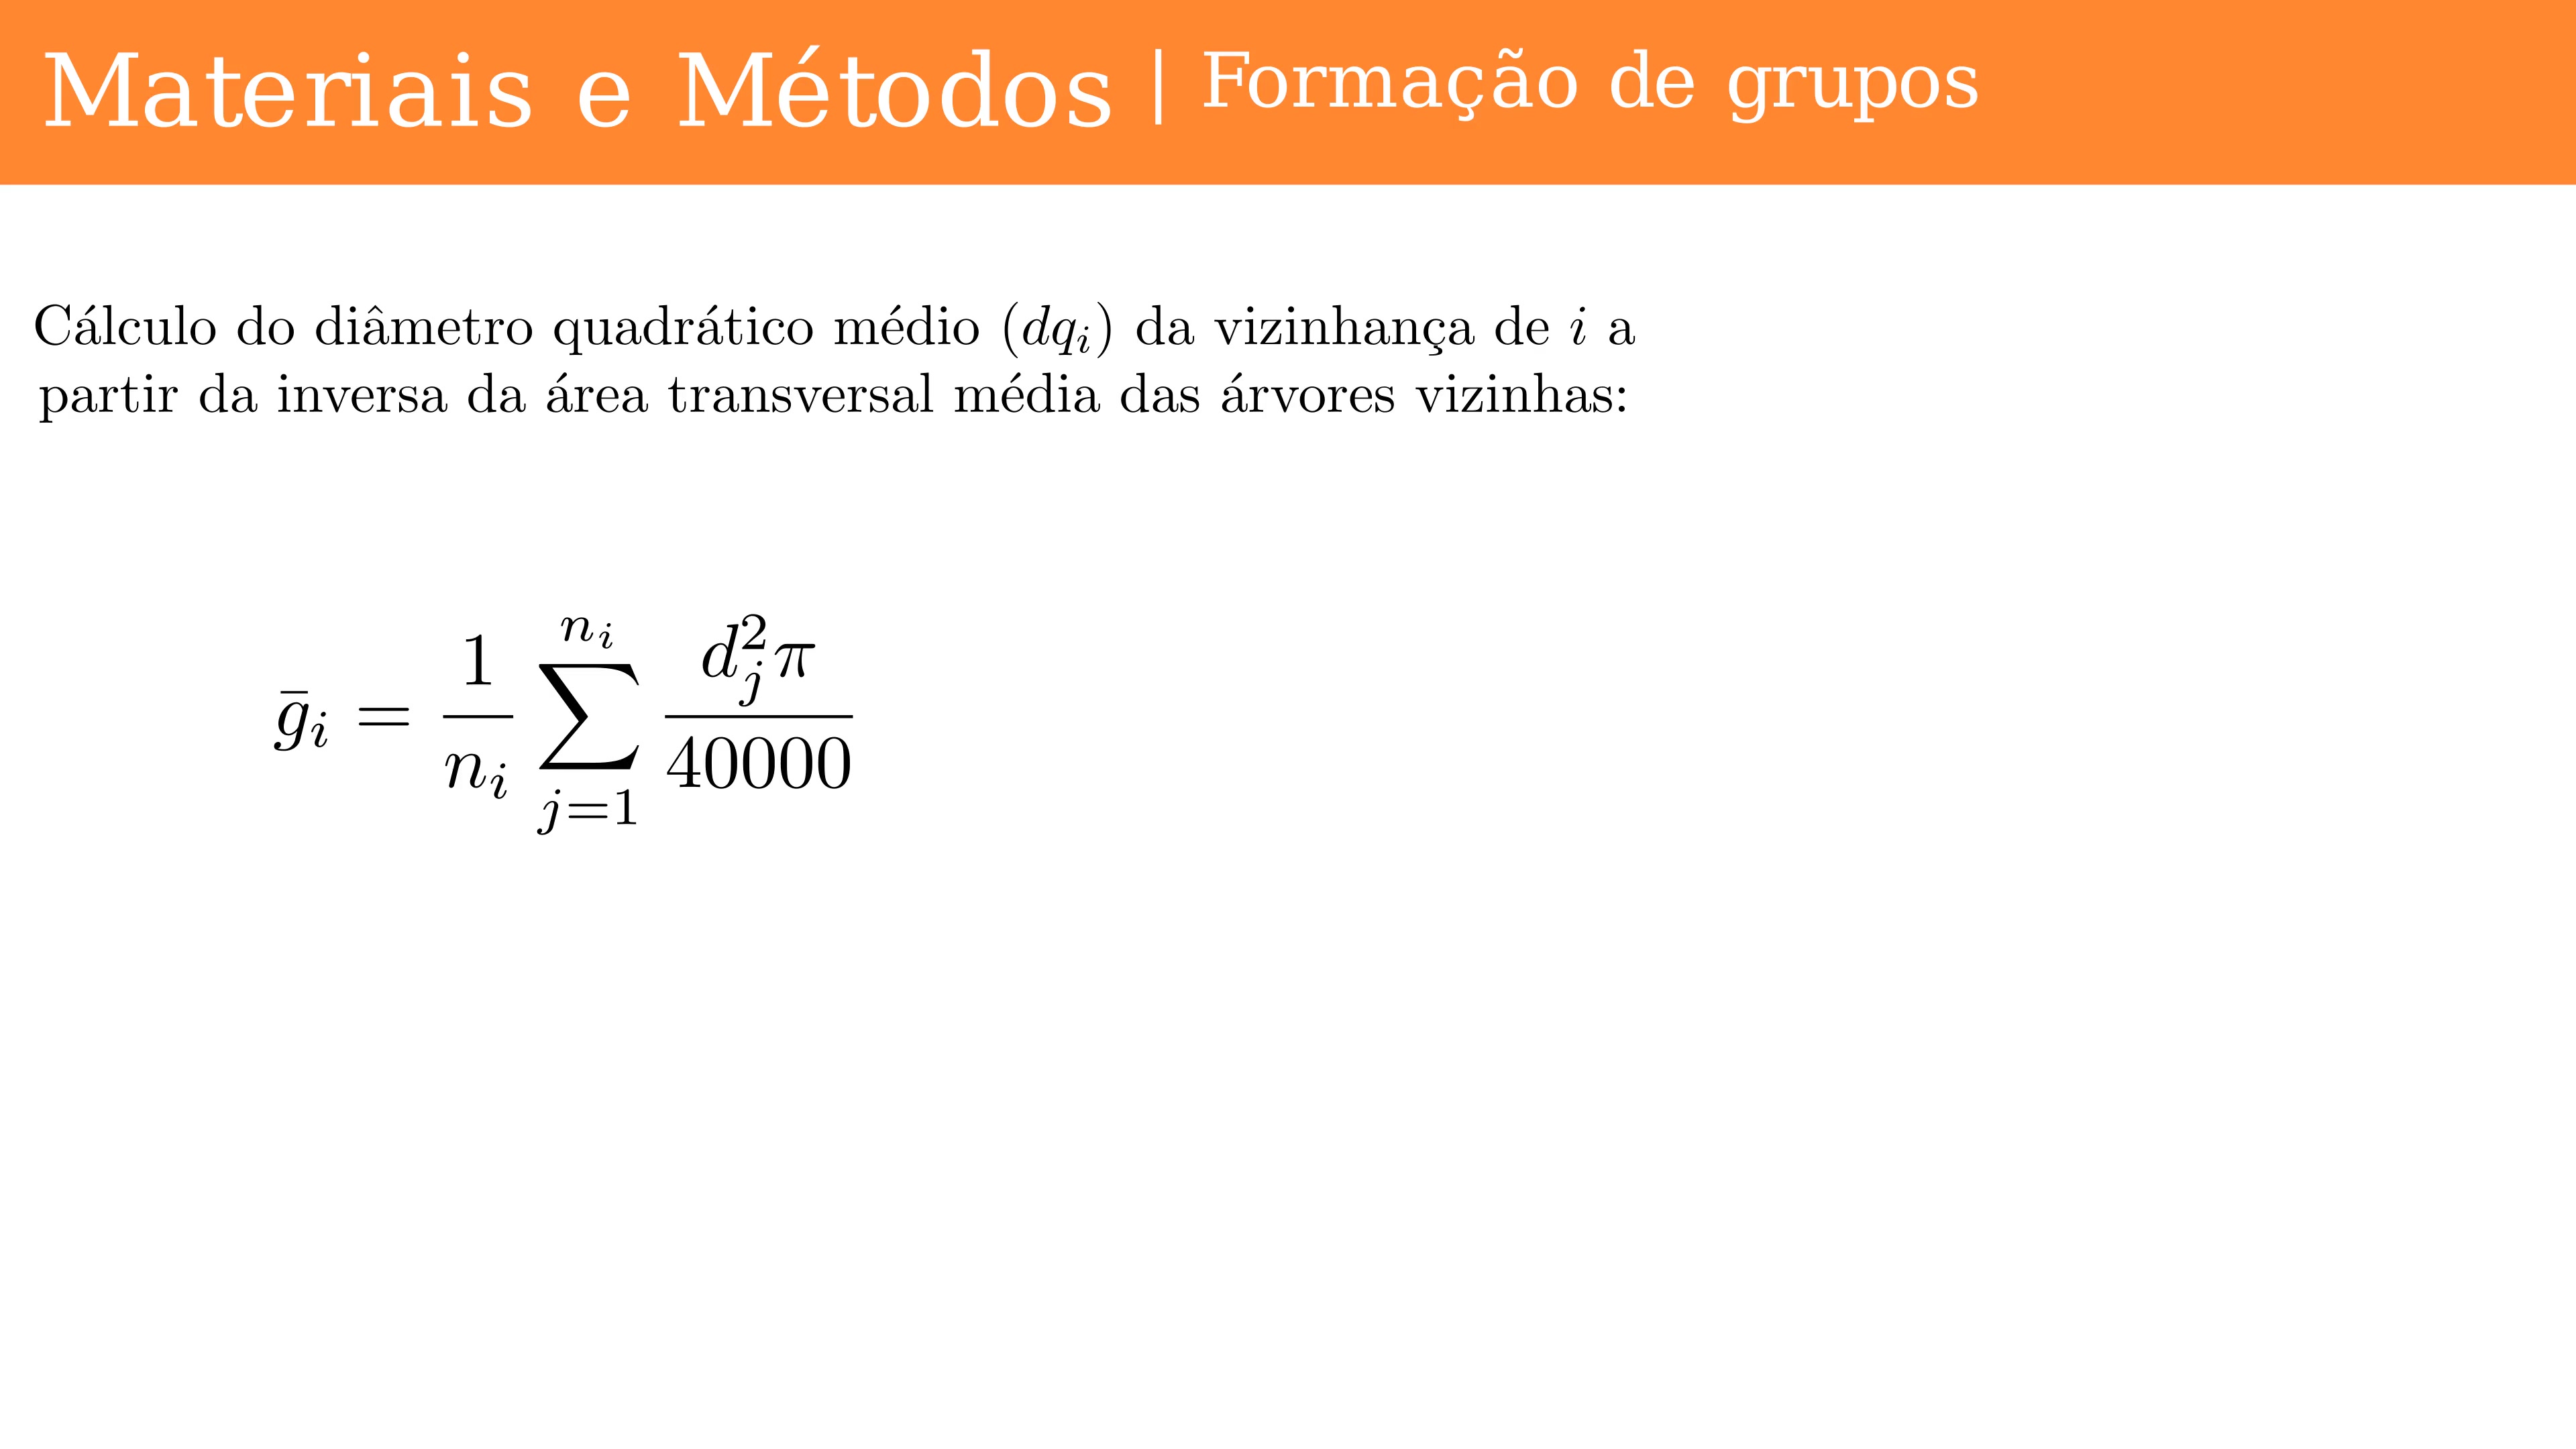 Materiais e Métodos | Formação de grupos
Cálculo do diâmetro quadrático médio (dqᵢ) da vizinhança de i a
partir da inversa da área transversal média das árvores vizinhas:
$\bar{g}_i = \frac{1}{n_i} \sum_{j=1}^{n_i} \frac{d_j^2 \pi}{40000}$